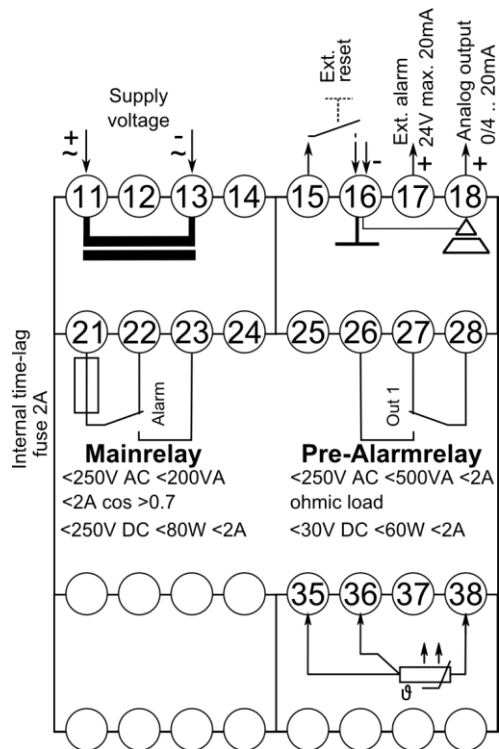 Supply
voltage
~+
~-
Ext.
reset
-
Ext. alarm
24V max. 20mA
+
Analog output
0/4 .. 20mA
+
11 12 13 14 15 16 17 18
Internal time-lag
fuse 2A
21 22 23 24 25 26 27 28
Alarm
Out 1
Mainrelay
<250V AC <200VA
<2A cos >0.7
<250V DC <80W <2A
Pre-Alarmrelay
<250V AC <500VA <2A
ohmic load
<30V DC <60W <2A
35 36 37 38
ϑ